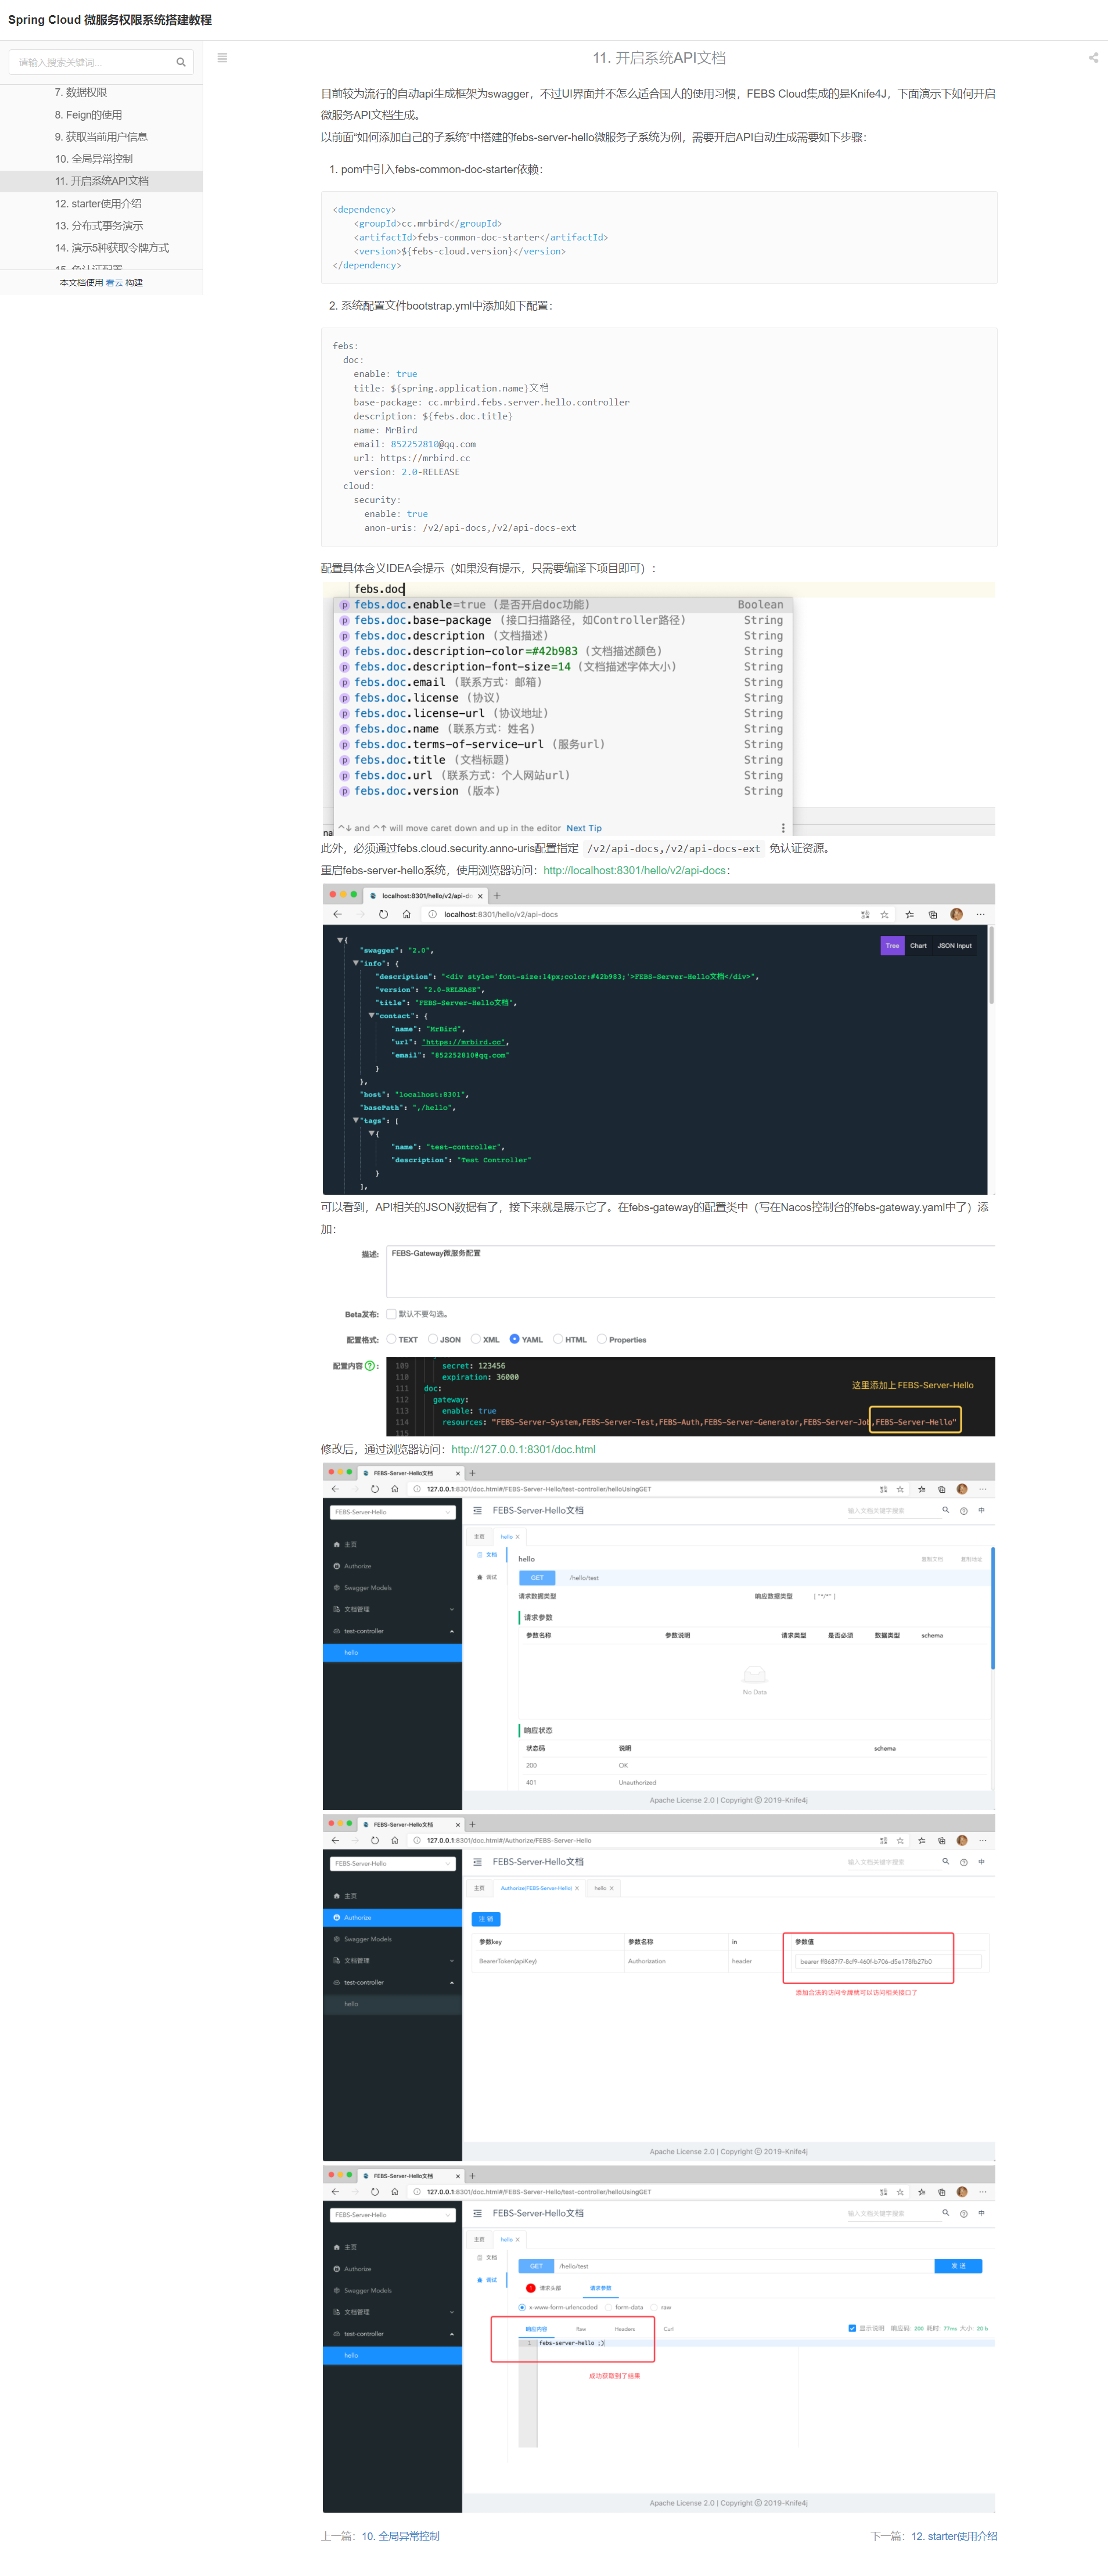 Spring Cloud 微服务权限系统搭建教程
请输入搜索关键词...
7. 数据权限
8. Feign的使用
9. 获取当前用户信息
10. 全局异常控制
11. 开启系统API文档
12. starter使用介绍
13. 分布式事务演示
14. 演示5种获取令牌方式
15. 免认证配置
本文档使用 看云 构建
11. 开启系统API文档
目前较为流行的自动api生成框架为swagger，不过UI界面并不怎么适合国人的使用习惯，FEBS Cloud集成的是Knife4J，下面演示下如何开启
微服务API文档生成。
以前面“如何添加自己的子系统”中搭建的febs-server-hello微服务子系统为例，需要开启API自动生成需要如下步骤：
1. pom中引入febs-common-doc-starter依赖：
<dependency>
<groupId>cc.mrbird</groupId>
<artifactId>febs-common-doc-starter</artifactId>
<version>${febs-cloud.version}</version>
</dependency>
2. 系统配置文件bootstrap.yml中添加如下配置：
febs:
doc:
enable: true
title: ${spring.application.name}文档
base-package: cc.mrbird.febs.server.hello.controller
description: ${febs.doc.title}
name: MrBird
email: 852252810@qq.com
url: https://mrbird.cc
version: 2.0-RELEASE
cloud:
security:
enable: true
anon-uris: /v2/api-docs,/v2/api-docs-ext
配置具体含义IDEA会提示（如果没有提示，只需要编译下项目即可）：
febs.doc
p febs.doc.enable=true (是否开启doc功能) Boolean
p febs.doc.base-package (接口扫描路径，如Controller路径) String
p febs.doc.description (文档描述) String
p febs.doc.description-color=#42b983 (文档描述颜色) String
p febs.doc.description-font-size=14 (文档描述字体大小) String
p febs.doc.email (联系方式：邮箱) String
p febs.doc.license (协议) String
p febs.doc.license-url (协议地址) String
p febs.doc.name (联系方式：姓名) String
p febs.doc.terms-of-service-url (服务url) String
p febs.doc.title (文档标题) String
p febs.doc.url (联系方式：个人网站url) String
p febs.doc.version (版本) String
^↓ and ^↑ will move caret down and up in the editor Next Tip
na
此外，必须通过febs.cloud.security.anno-uris配置指定 /v2/api-docs,/v2/api-docs-ext 免认证资源。
重启febs-server-hello系统，使用浏览器访问：http://localhost:8301/hello/v2/api-docs：
localhost:8301/hello/v2/api-do
localhost:8301/hello/v2/api-docs
Tree Chart JSON Input
{
"swagger": "2.0",
"info": {
"description": "<div style='font-size:14px;color:#42b983;'>FEBS-Server-Hello文档</div>",
"version": "2.0-RELEASE",
"title": "FEBS-Server-Hello文档",
"contact": {
"name": "MrBird",
"url": "https://mrbird.cc",
"email": "852252810@qq.com"
}
},
"host": "localhost:8301",
"basePath": ",/hello",
"tags": [
{
"name": "test-controller",
"description": "Test Controller"
}
],
可以看到，API相关的JSON数据有了，接下来就是展示它了。在febs-gateway的配置类中（写在Nacos控制台的febs-gateway.yaml中了）添
加：
描述: FEBS-Gateway微服务配置
Beta发布: 默认不要勾选。
配置格式: TEXT JSON XML YAML HTML Properties
配置内容 ? :
109 secret: 123456
110 expiration: 36000
111 doc:
112 gateway:
113 enable: true
114 resources: "FEBS-Server-System,FEBS-Server-Test,FEBS-Auth,FEBS-Server-Generator,FEBS-Server-Job,FEBS-Server-Hello"
115
这里添加上 FEBS-Server-Hello
修改后，通过浏览器访问：http://127.0.0.1:8301/doc.html
FEBS-Server-Hello文档
127.0.0.1:8301/doc.html#/FEBS-Server-Hello/test-controller/helloUsingGET
FEBS-Server-Hello
FEBS-Server-Hello文档
输入文档关键字搜索
中
主页
Authorize
Swagger Models
文档管理
test-controller
hello
主页 hello
文档
调试
hello
复制文档 复制地址
GET /hello/test
请求数据类型 响应数据类型 [ "*/*" ]
请求参数
参数名称 参数说明 请求类型 是否必须 数据类型 schema
No Data
响应状态
状态码 说明 schema
200 OK
401 Unauthorized
Apache License 2.0 | Copyright © 2019-Knife4j
FEBS-Server-Hello文档
127.0.0.1:8301/doc.html#/Authorize/FEBS-Server-Hello
FEBS-Server-Hello
FEBS-Server-Hello文档
输入文档关键字搜索
中
主页
Authorize
Swagger Models
文档管理
test-controller
hello
主页 Authorize(FEBS-Server-Hello) hello
注 销
参数key 参数名称 in 参数值
BearerToken(apiKey) Authorization header bearer ff8687f7-8cf9-460f-b706-d5e178fb27b0
添加合法的访问令牌就可以访问相关接口了
Apache License 2.0 | Copyright © 2019-Knife4j
FEBS-Server-Hello文档
127.0.0.1:8301/doc.html#/FEBS-Server-Hello/test-controller/helloUsingGET
FEBS-Server-Hello
FEBS-Server-Hello文档
输入文档关键字搜索
中
主页
Authorize
Swagger Models
文档管理
test-controller
hello
主页 hello
文档
调试
GET /hello/test 发 送
1 请求头部 请求参数
x-www-form-urlencoded form-data raw
响应内容 Raw Headers Curl
显示说明 响应码: 200 耗时: 77ms 大小: 20 b
1 febs-server-hello ;)
成功获取到了结果
Apache License 2.0 | Copyright © 2019-Knife4j
上一篇：10. 全局异常控制
下一篇：12. starter使用介绍